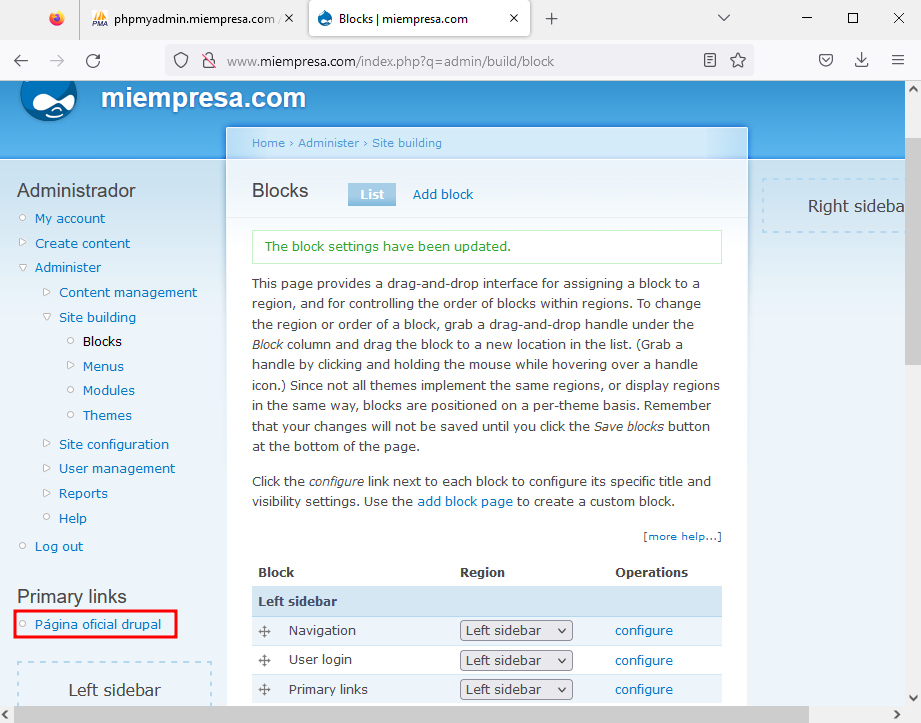 phpmyadmin.miempresa.com
Blocks | miempresa.com
www.miempresa.com/index.php?q=admin/build/block
miempresa.com
Home › Administer › Site building
Administrador
My account
Create content
Administer
Content management
Site building
Blocks
Menus
Modules
Themes
Site configuration
User management
Reports
Help
Log out
Primary links
Página oficial drupal
Left sidebar
Blocks
List
Add block
The block settings have been updated.
This page provides a drag-and-drop interface for assigning a block to a
region, and for controlling the order of blocks within regions. To change
the region or order of a block, grab a drag-and-drop handle under the
Block column and drag the block to a new location in the list. (Grab a
handle by clicking and holding the mouse while hovering over a handle
icon.) Since not all themes implement the same regions, or display regions
in the same way, blocks are positioned on a per-theme basis. Remember
that your changes will not be saved until you click the Save blocks button
at the bottom of the page.
Click the configure link next to each block to configure its specific title and
visibility settings. Use the add block page to create a custom block.
[more help...]
Block Region Operations
Left sidebar
Navigation Left sidebar configure
User login Left sidebar configure
Primary links Left sidebar configure
Right sideba